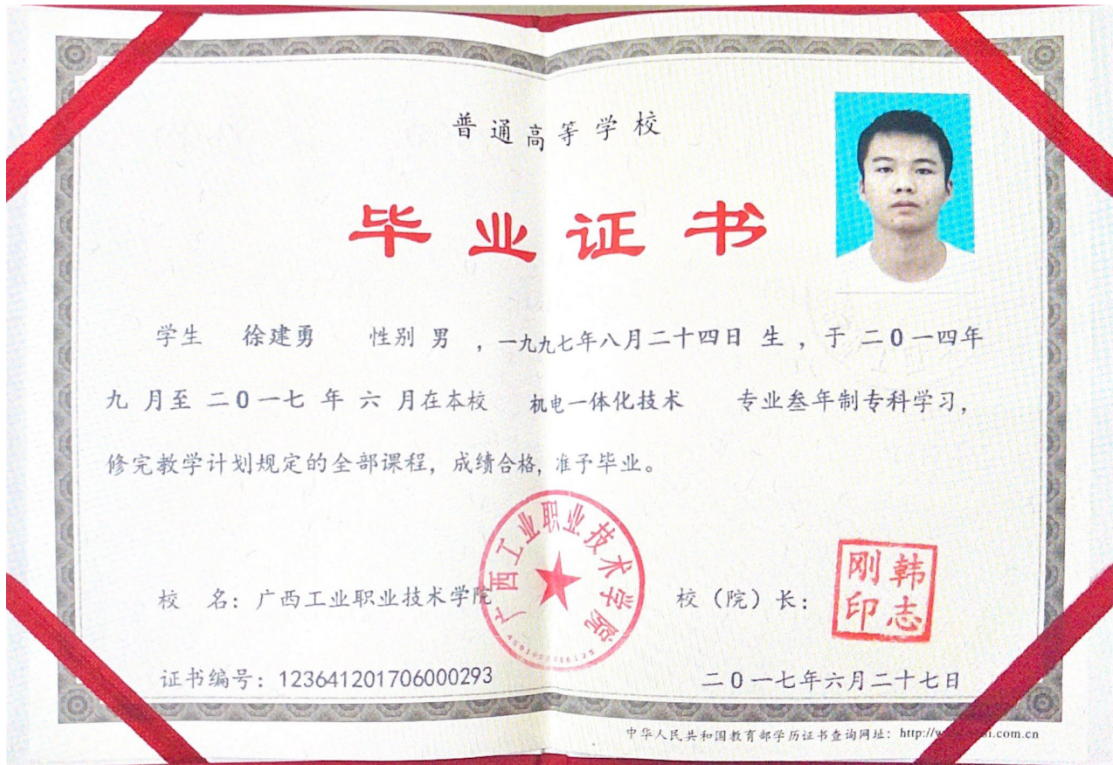 普通高等学校
毕业证书
学生 徐建勇 性别 男 ，一九九七年八月二十四日 生 ，于 二0一四年
九 月至 二0一七 年 六 月在本校 机电一体化技术 专业叁年制专科学习，
修完教学计划规定的全部课程，成绩合格，准予毕业。
广西工业职业技术学院
校 名：广西工业职业技术学院
校（院）长：
韩志刚印
证书编号：123641201706000293
二0一七年六月二十七日
中华人民共和国教育部学历证书查询网址：http://w
.com.cn